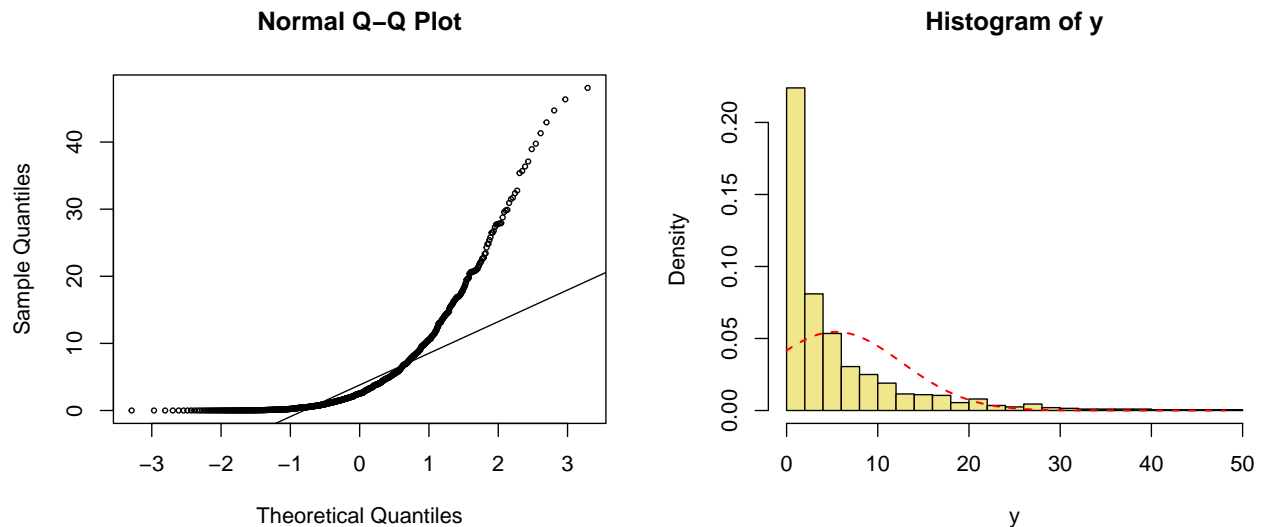 Normal Q−Q Plot
Sample Quantiles
40
30
20
10
0
−3 −2 −1 0 1 2 3
Theoretical Quantiles
Histogram of y
Density
0.20
0.15
0.10
0.05
0.00
0 10 20 30 40 50
y